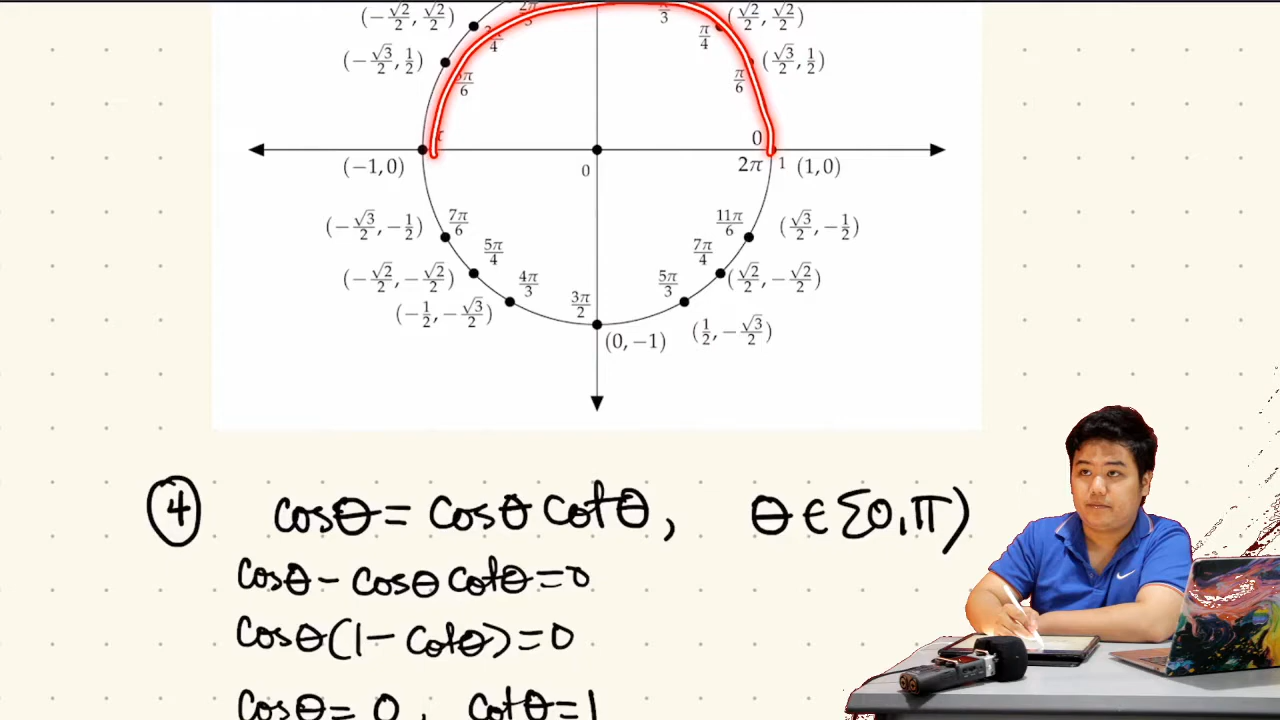 (−√2/2, √2/2) 2π/3 π/3 (√2/2, √2/2)
π/4
(−√3/2, 1/2) π/6 (√3/2, 1/2)
0
(−1, 0) 0 2π 1 (1, 0)
(−√3/2, −1/2) 7π/6 11π/6 (√3/2, −1/2)
(−√2/2, −√2/2) 5π/4 7π/4 (√2/2, −√2/2)
(−1/2, −√3/2) 4π/3 3π/2 5π/3 (1/2, −√3/2)
(0, −1)
④ cosθ = cosθ cotθ, θ ∈ [0, π)
cosθ − cosθ cotθ = 0
cosθ(1 − cotθ) = 0
cosθ = 0, cotθ = 1